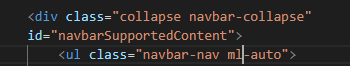 <div class="collapse navbar-collapse"
id="navbarSupportedContent">
<ul class="navbar-nav ml-auto">